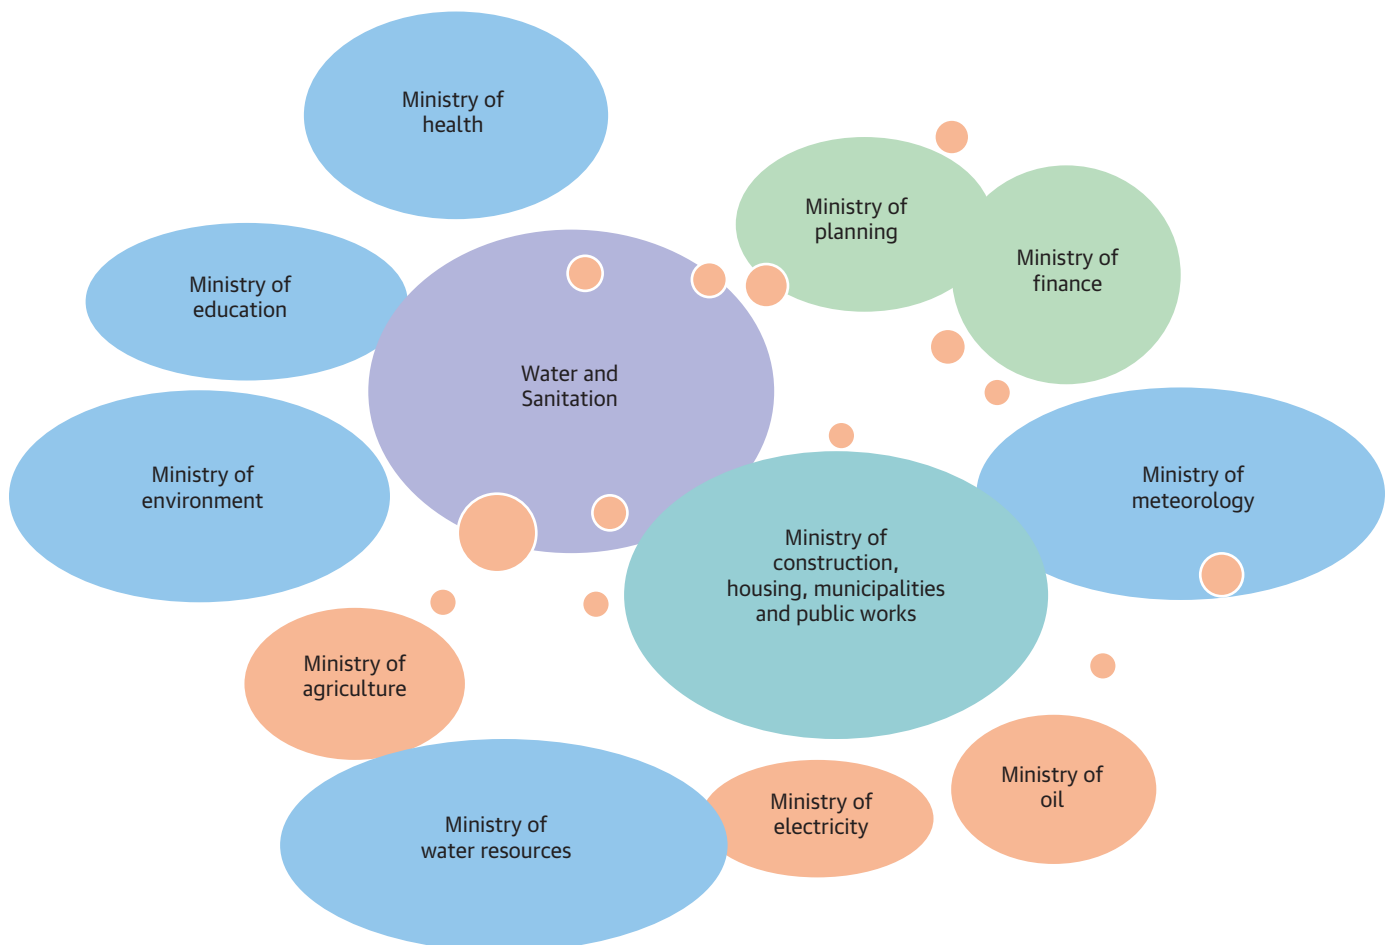 Ministry of
health
Ministry of
planning
Ministry of
finance
Ministry of
education
Water and
Sanitation
Ministry of
environment
Ministry of
meteorology
Ministry of
construction,
housing, municipalities
and public works
Ministry of
agriculture
Ministry of
oil
Ministry of
electricity
Ministry of
water resources